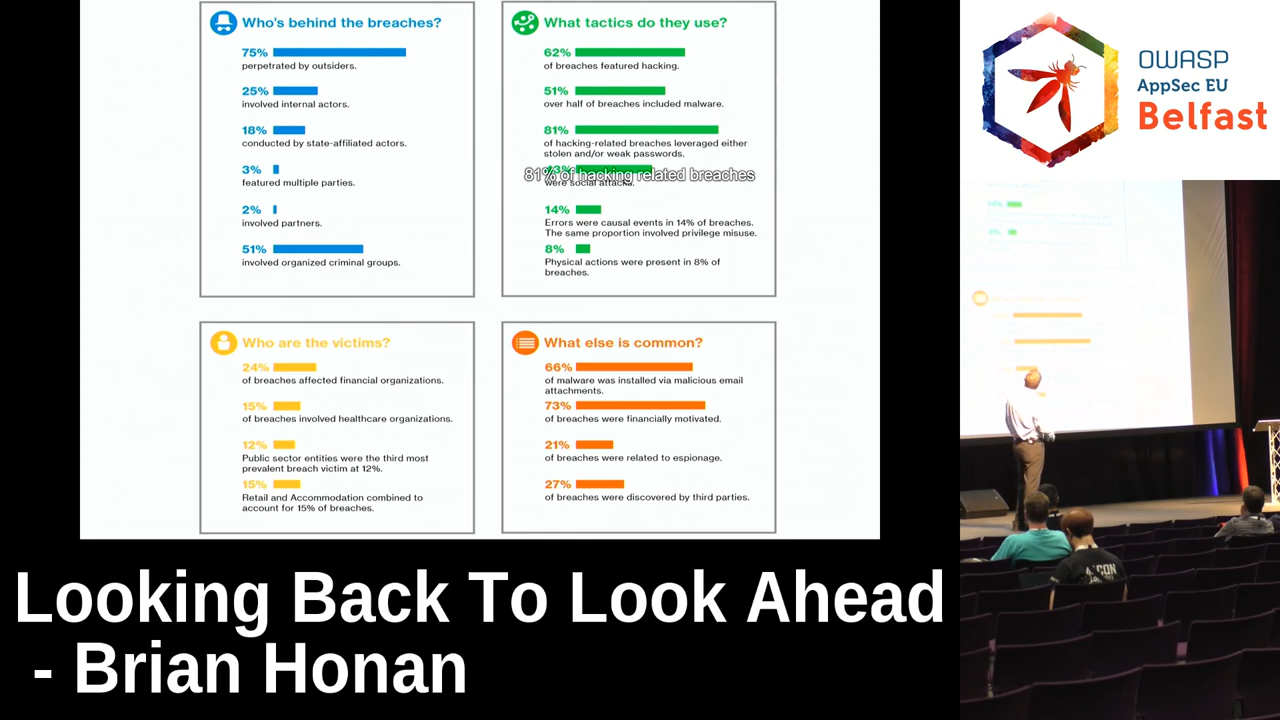 Who's behind the breaches?
75%
perpetrated by outsiders.
25%
involved internal actors.
18%
conducted by state-affiliated actors.
3%
featured multiple parties.
2%
involved partners.
51%
involved organized criminal groups.
What tactics do they use?
62%
of breaches featured hacking.
51%
over half of breaches included malware.
81%
of hacking-related breaches leveraged either
stolen and/or weak passwords.
43%
81% of hacking related breaches
were social attacks.
14%
Errors were causal events in 14% of breaches.
The same proportion involved privilege misuse.
8%
Physical actions were present in 8% of
breaches.
Who are the victims?
24%
of breaches affected financial organizations.
15%
of breaches involved healthcare organizations.
12%
Public sector entities were the third most
prevalent breach victim at 12%.
15%
Retail and Accommodation combined to
account for 15% of breaches.
What else is common?
66%
of malware was installed via malicious email
attachments.
73%
of breaches were financially motivated.
21%
of breaches were related to espionage.
27%
of breaches were discovered by third parties.
OWASP
AppSec EU
Belfast
Looking Back To Look Ahead
- Brian Honan